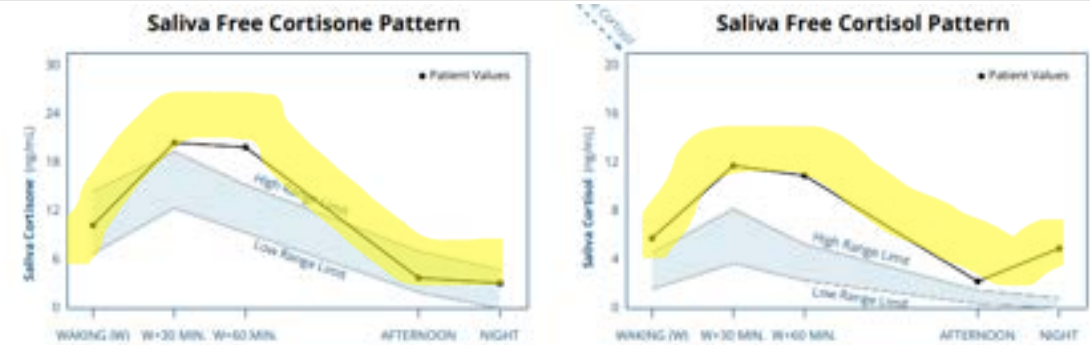 Saliva Free Cortisone Pattern
30
24
18
12
6
0
Saliva Cortisone (ng/mL)
Patient Values
High Range Limit
Low Range Limit
WAKING (W) W+30 MIN. W+60 MIN. AFTERNOON NIGHT
Cortisol
Saliva Free Cortisol Pattern
20
16
12
8
4
0
Saliva Cortisol (ng/mL)
Patient Values
High Range Limit
Low Range Limit
WAKING (W) W+30 MIN. W+60 MIN. AFTERNOON NIGHT